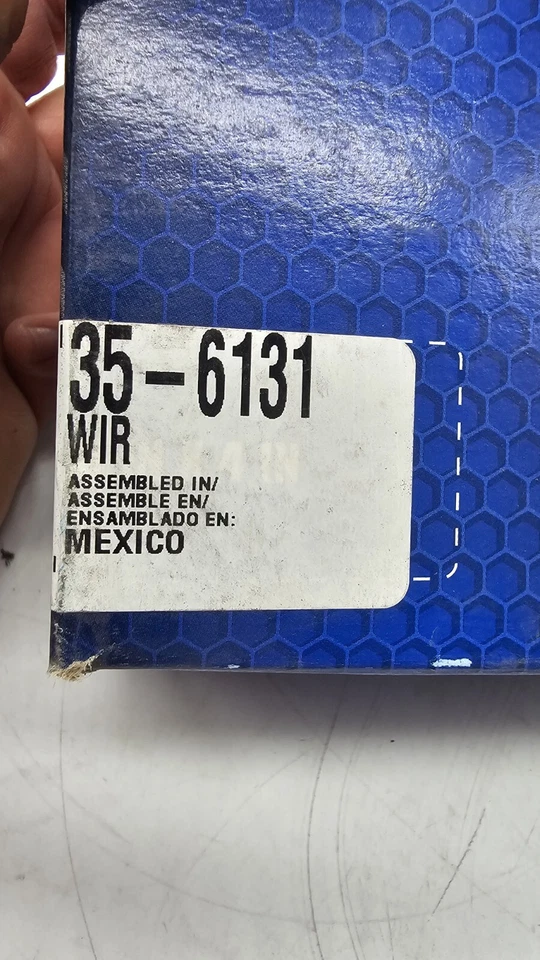 35-6131
WIR
ASSEMBLED IN/
ASSEMBLE EN/
ENSAMBLADO EN:
MEXICO